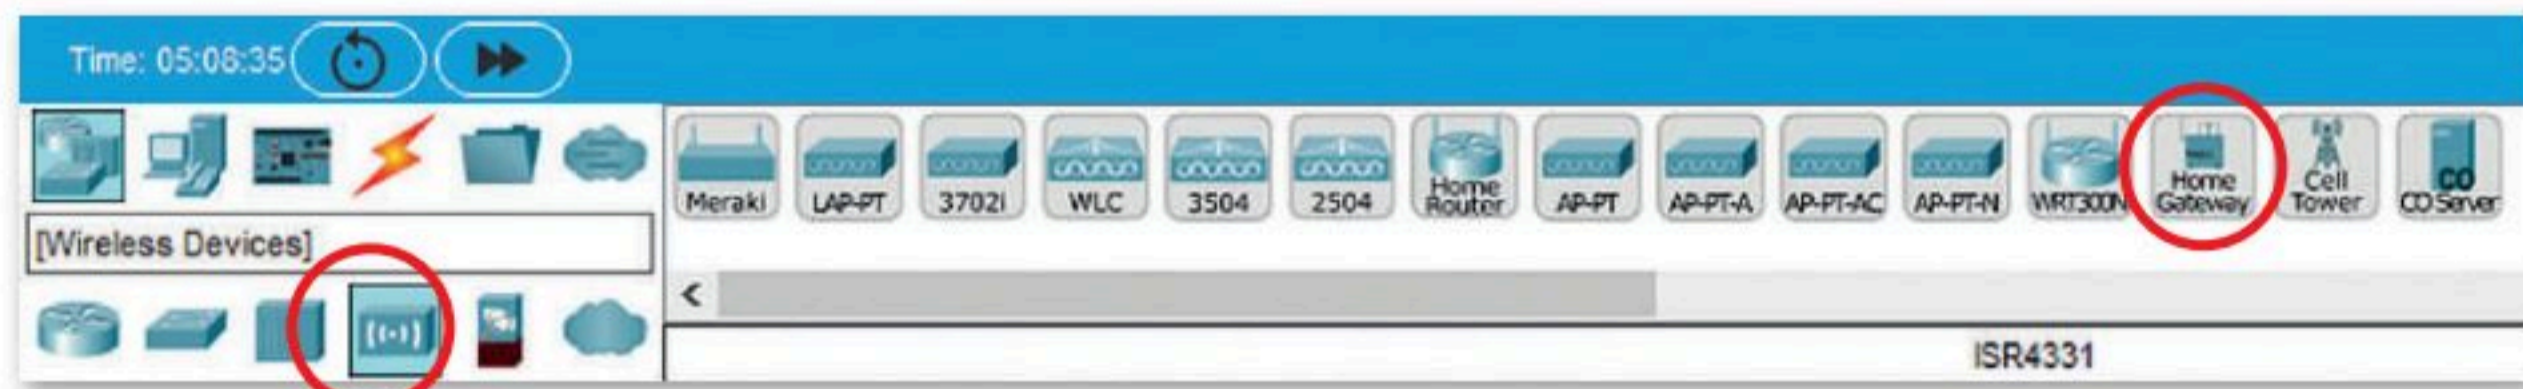 Time: 05:08:35
Meraki LAP-PT 3702i WLC 3504 2504 Home Router AP-PT AP-PT-A AP-PT-AC AP-PT-N WRT300N Home Gateway Cell Tower CO CO Server
[Wireless Devices]
ISR4331